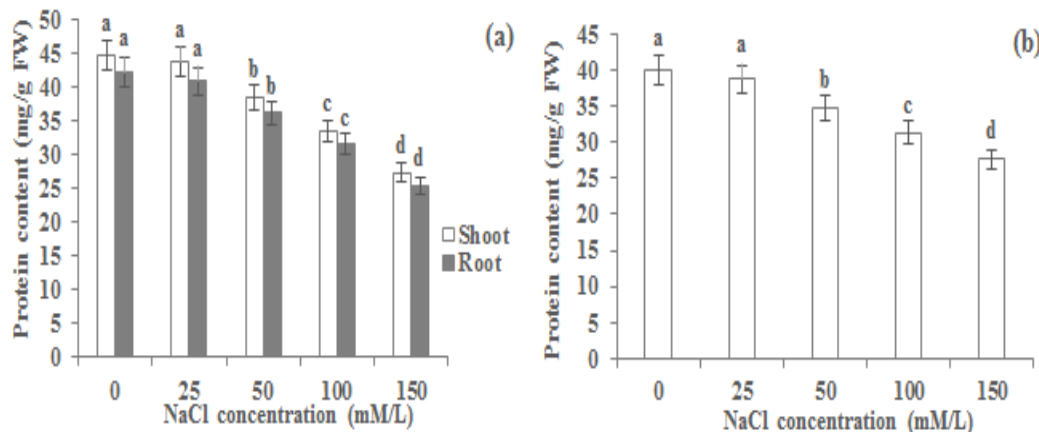 (a)
Protein content (mg/g FW)
50
45
40
35
30
25
20
15
10
5
0
a a a a b b c c d d
Shoot
Root
0 25 50 100 150
NaCl concentration (mM/L)
(b)
Protein content (mg/g FW)
45
40
35
30
25
20
15
10
5
0
a a b c d
0 25 50 100 150
NaCl concentration (mM/L)